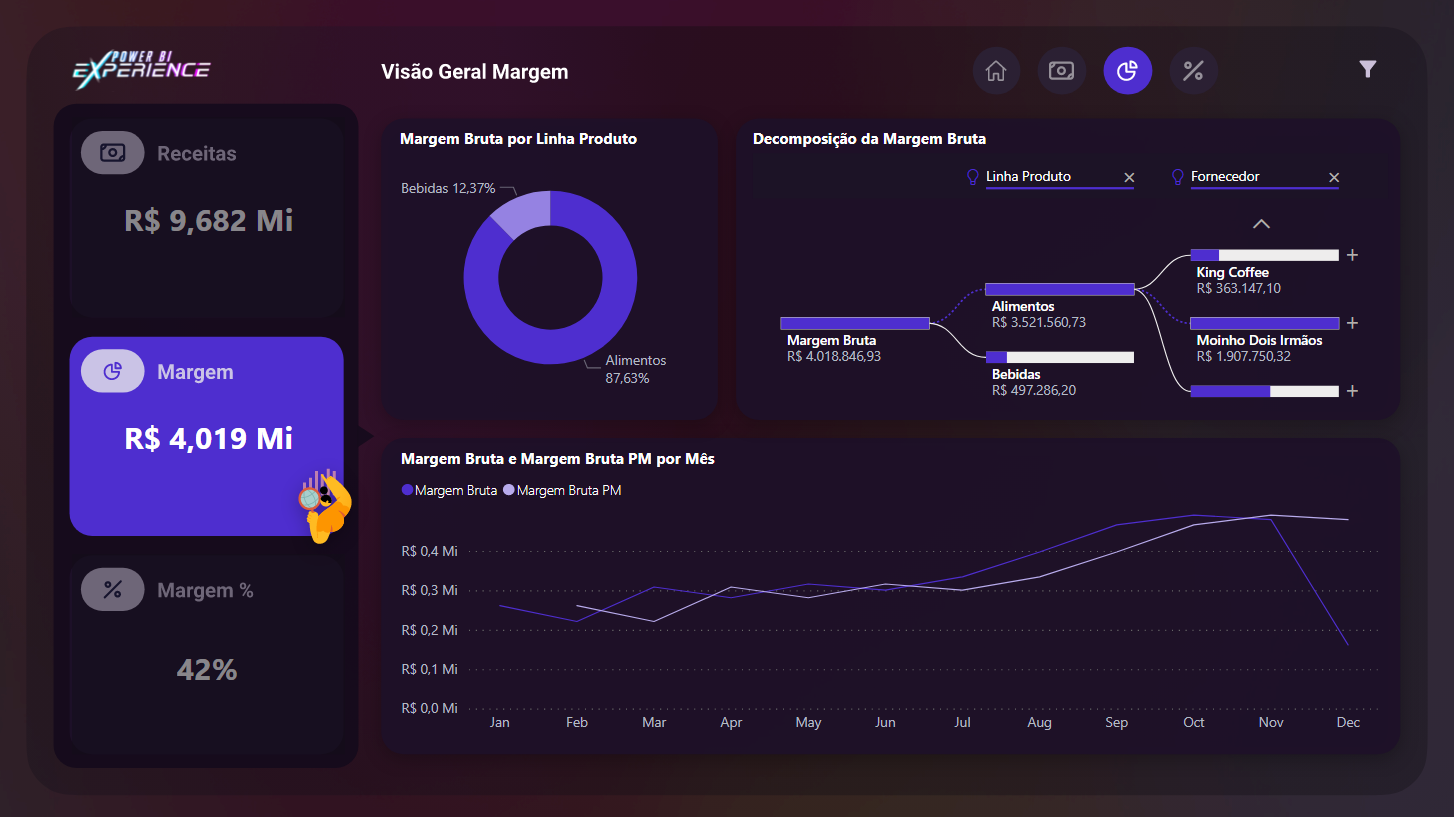 POWER BI
EXPERIENCE
Visão Geral Margem
Receitas
R$ 9,682 Mi
Margem
R$ 4,019 Mi
Margem %
42%
Margem Bruta por Linha Produto
Bebidas 12,37%
Alimentos
87,63%
Decomposição da Margem Bruta
Linha Produto
Fornecedor
Margem Bruta
R$ 4.018.846,93
Alimentos
R$ 3.521.560,73
Bebidas
R$ 497.286,20
King Coffee
R$ 363.147,10
Moinho Dois Irmãos
R$ 1.907.750,32
Margem Bruta e Margem Bruta PM por Mês
Margem Bruta Margem Bruta PM
R$ 0,4 Mi
R$ 0,3 Mi
R$ 0,2 Mi
R$ 0,1 Mi
R$ 0,0 Mi
Jan Feb Mar Apr May Jun Jul Aug Sep Oct Nov Dec